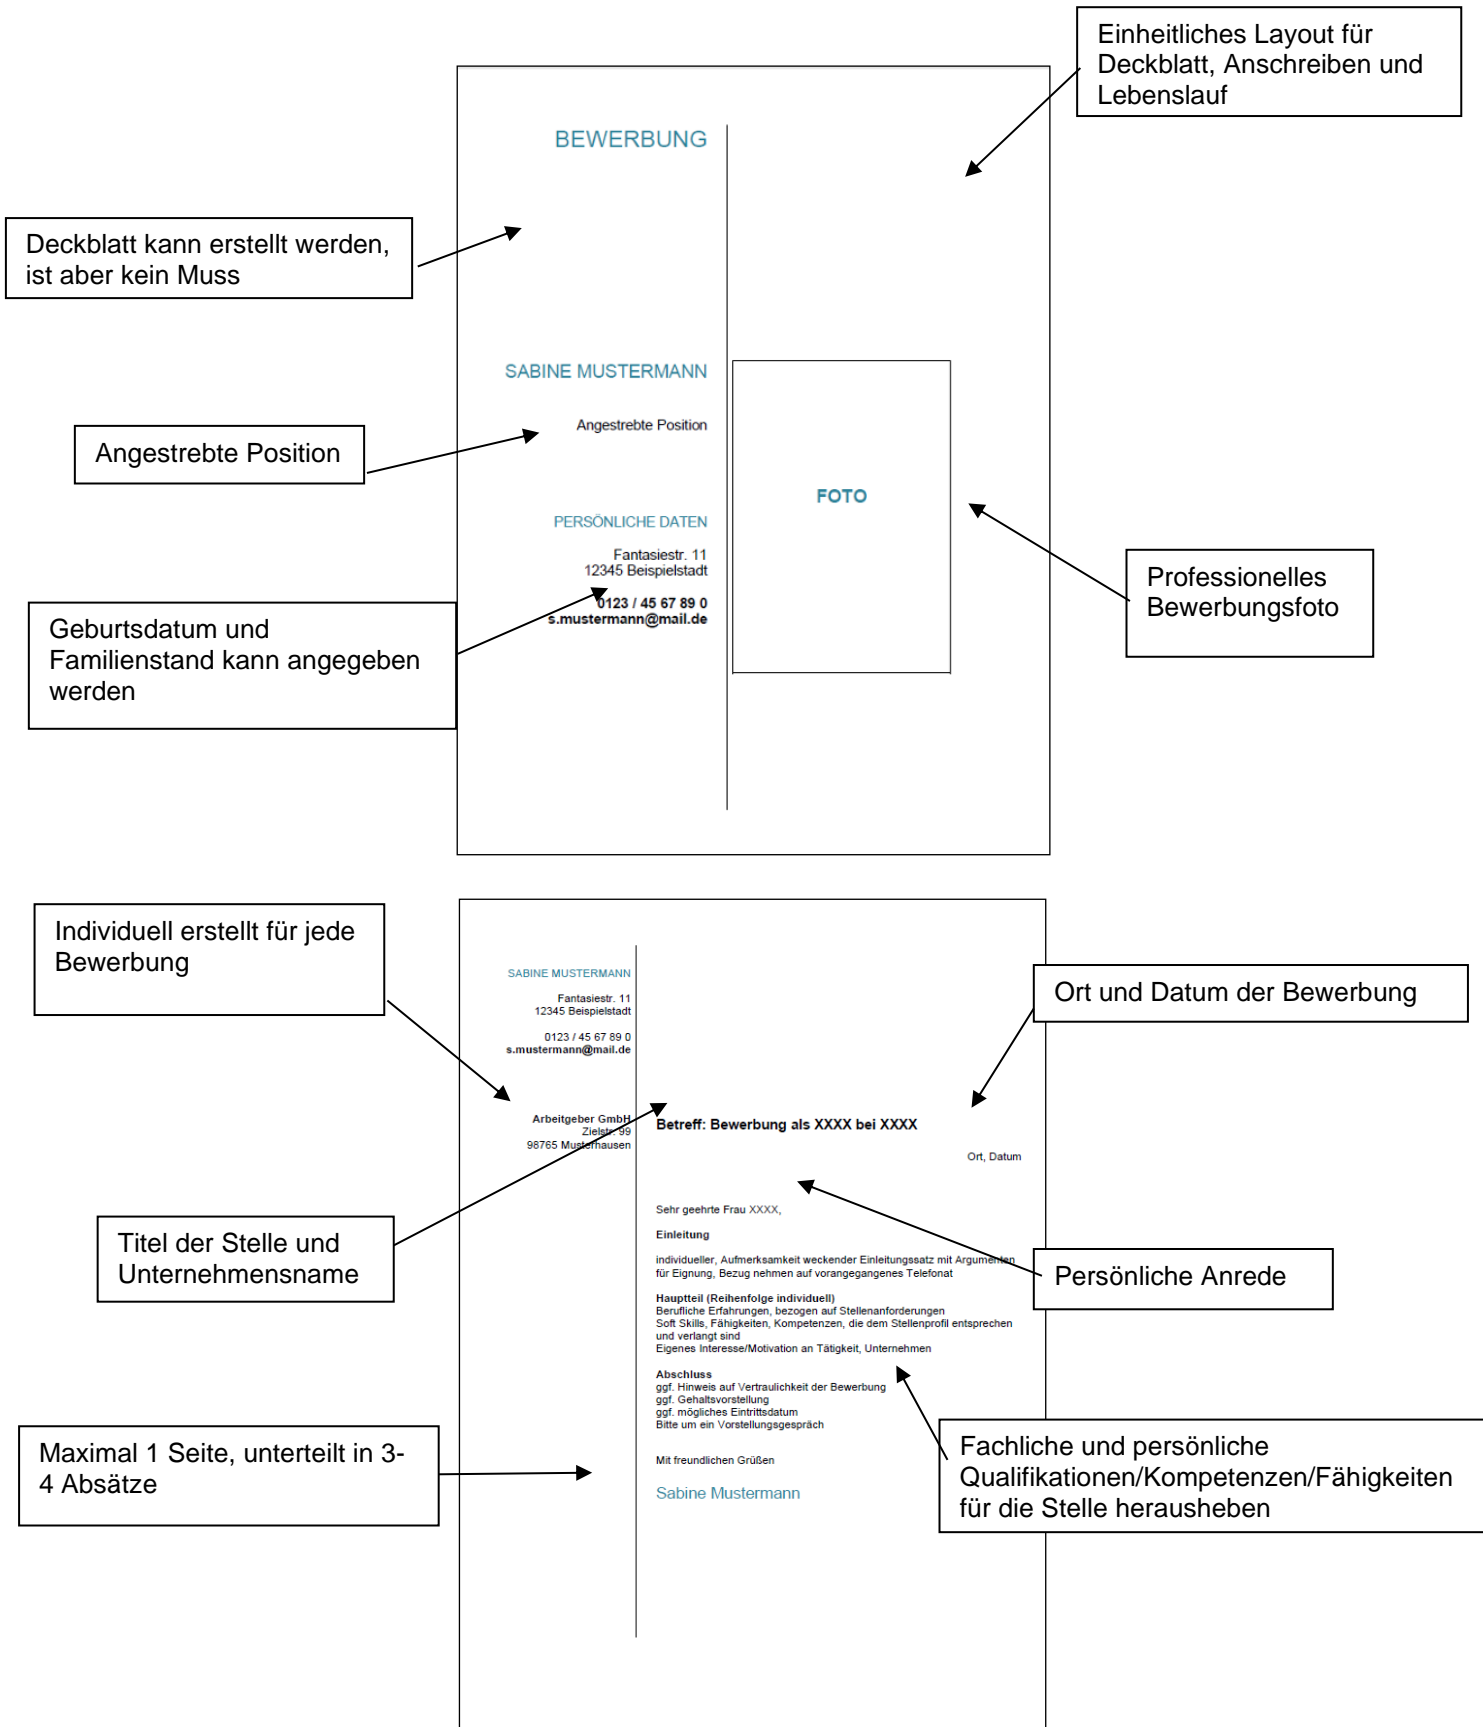 Einheitliches Layout für
Deckblatt, Anschreiben und
Lebenslauf
BEWERBUNG
Deckblatt kann erstellt werden,
ist aber kein Muss
SABINE MUSTERMANN
Angestrebte Position
Angestrebte Position
FOTO
PERSÖNLICHE DATEN
Fantasiestr. 11
12345 Beispielstadt
0123 / 45 67 89 0
s.mustermann@mail.de
Professionelles
Bewerbungsfoto
Geburtsdatum und
Familienstand kann angegeben
werden
Individuell erstellt für jede
Bewerbung
SABINE MUSTERMANN
Fantasiestr. 11
12345 Beispielstadt
0123 / 45 67 89 0
s.mustermann@mail.de
Ort und Datum der Bewerbung
Arbeitgeber GmbH
Zielstr. 99
98765 Musterhausen
Betreff: Bewerbung als XXXX bei XXXX
Ort, Datum
Titel der Stelle und
Unternehmensname
Sehr geehrte Frau XXXX,
Einleitung
individueller, Aufmerksamkeit weckender Einleitungssatz mit Argumenten
für Eignung, Bezug nehmen auf vorangegangenes Telefonat
Persönliche Anrede
Hauptteil (Reihenfolge individuell)
Berufliche Erfahrungen, bezogen auf Stellenanforderungen
Soft Skills, Fähigkeiten, Kompetenzen, die dem Stellenprofil entsprechen
und verlangt sind
Eigenes Interesse/Motivation an Tätigkeit, Unternehmen
Abschluss
ggf. Hinweis auf Vertraulichkeit der Bewerbung
ggf. Gehaltsvorstellung
ggf. mögliches Eintrittsdatum
Bitte um ein Vorstellungsgespräch
Maximal 1 Seite, unterteilt in 3-
4 Absätze
Mit freundlichen Grüßen
Sabine Mustermann
Fachliche und persönliche
Qualifikationen/Kompetenzen/Fähigkeiten
für die Stelle herausheben